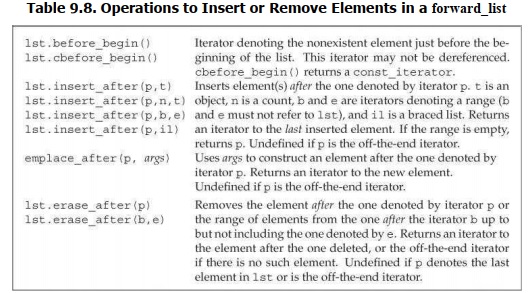 Table 9.8. Operations to Insert or Remove Elements in a forward_list
lst.before_begin() Iterator denoting the nonexistent element just before the be-
lst.cbefore_begin() ginning of the list. This iterator may not be dereferenced.
cbefore_begin() returns a const_iterator.
lst.insert_after(p,t) Inserts element(s) after the one denoted by iterator p. t is an
lst.insert_after(p,n,t) object, n is a count, b and e are iterators denoting a range (b
lst.insert_after(p,b,e) and e must not refer to lst), and il is a braced list. Returns
lst.insert_after(p,il) an iterator to the last inserted element. If the range is empty,
returns p. Undefined if p is the off-the-end iterator.
emplace_after(p, args) Uses args to construct an element after the one denoted by
iterator p. Returns an iterator to the new element.
Undefined if p is the off-the-end iterator.
lst.erase_after(p) Removes the element after the one denoted by iterator p or
lst.erase_after(b,e) the range of elements from the one after the iterator b up to
but not including the one denoted by e. Returns an iterator to
the element after the one deleted, or the off-the-end iterator
if there is no such element. Undefined if p denotes the last
element in lst or is the off-the-end iterator.